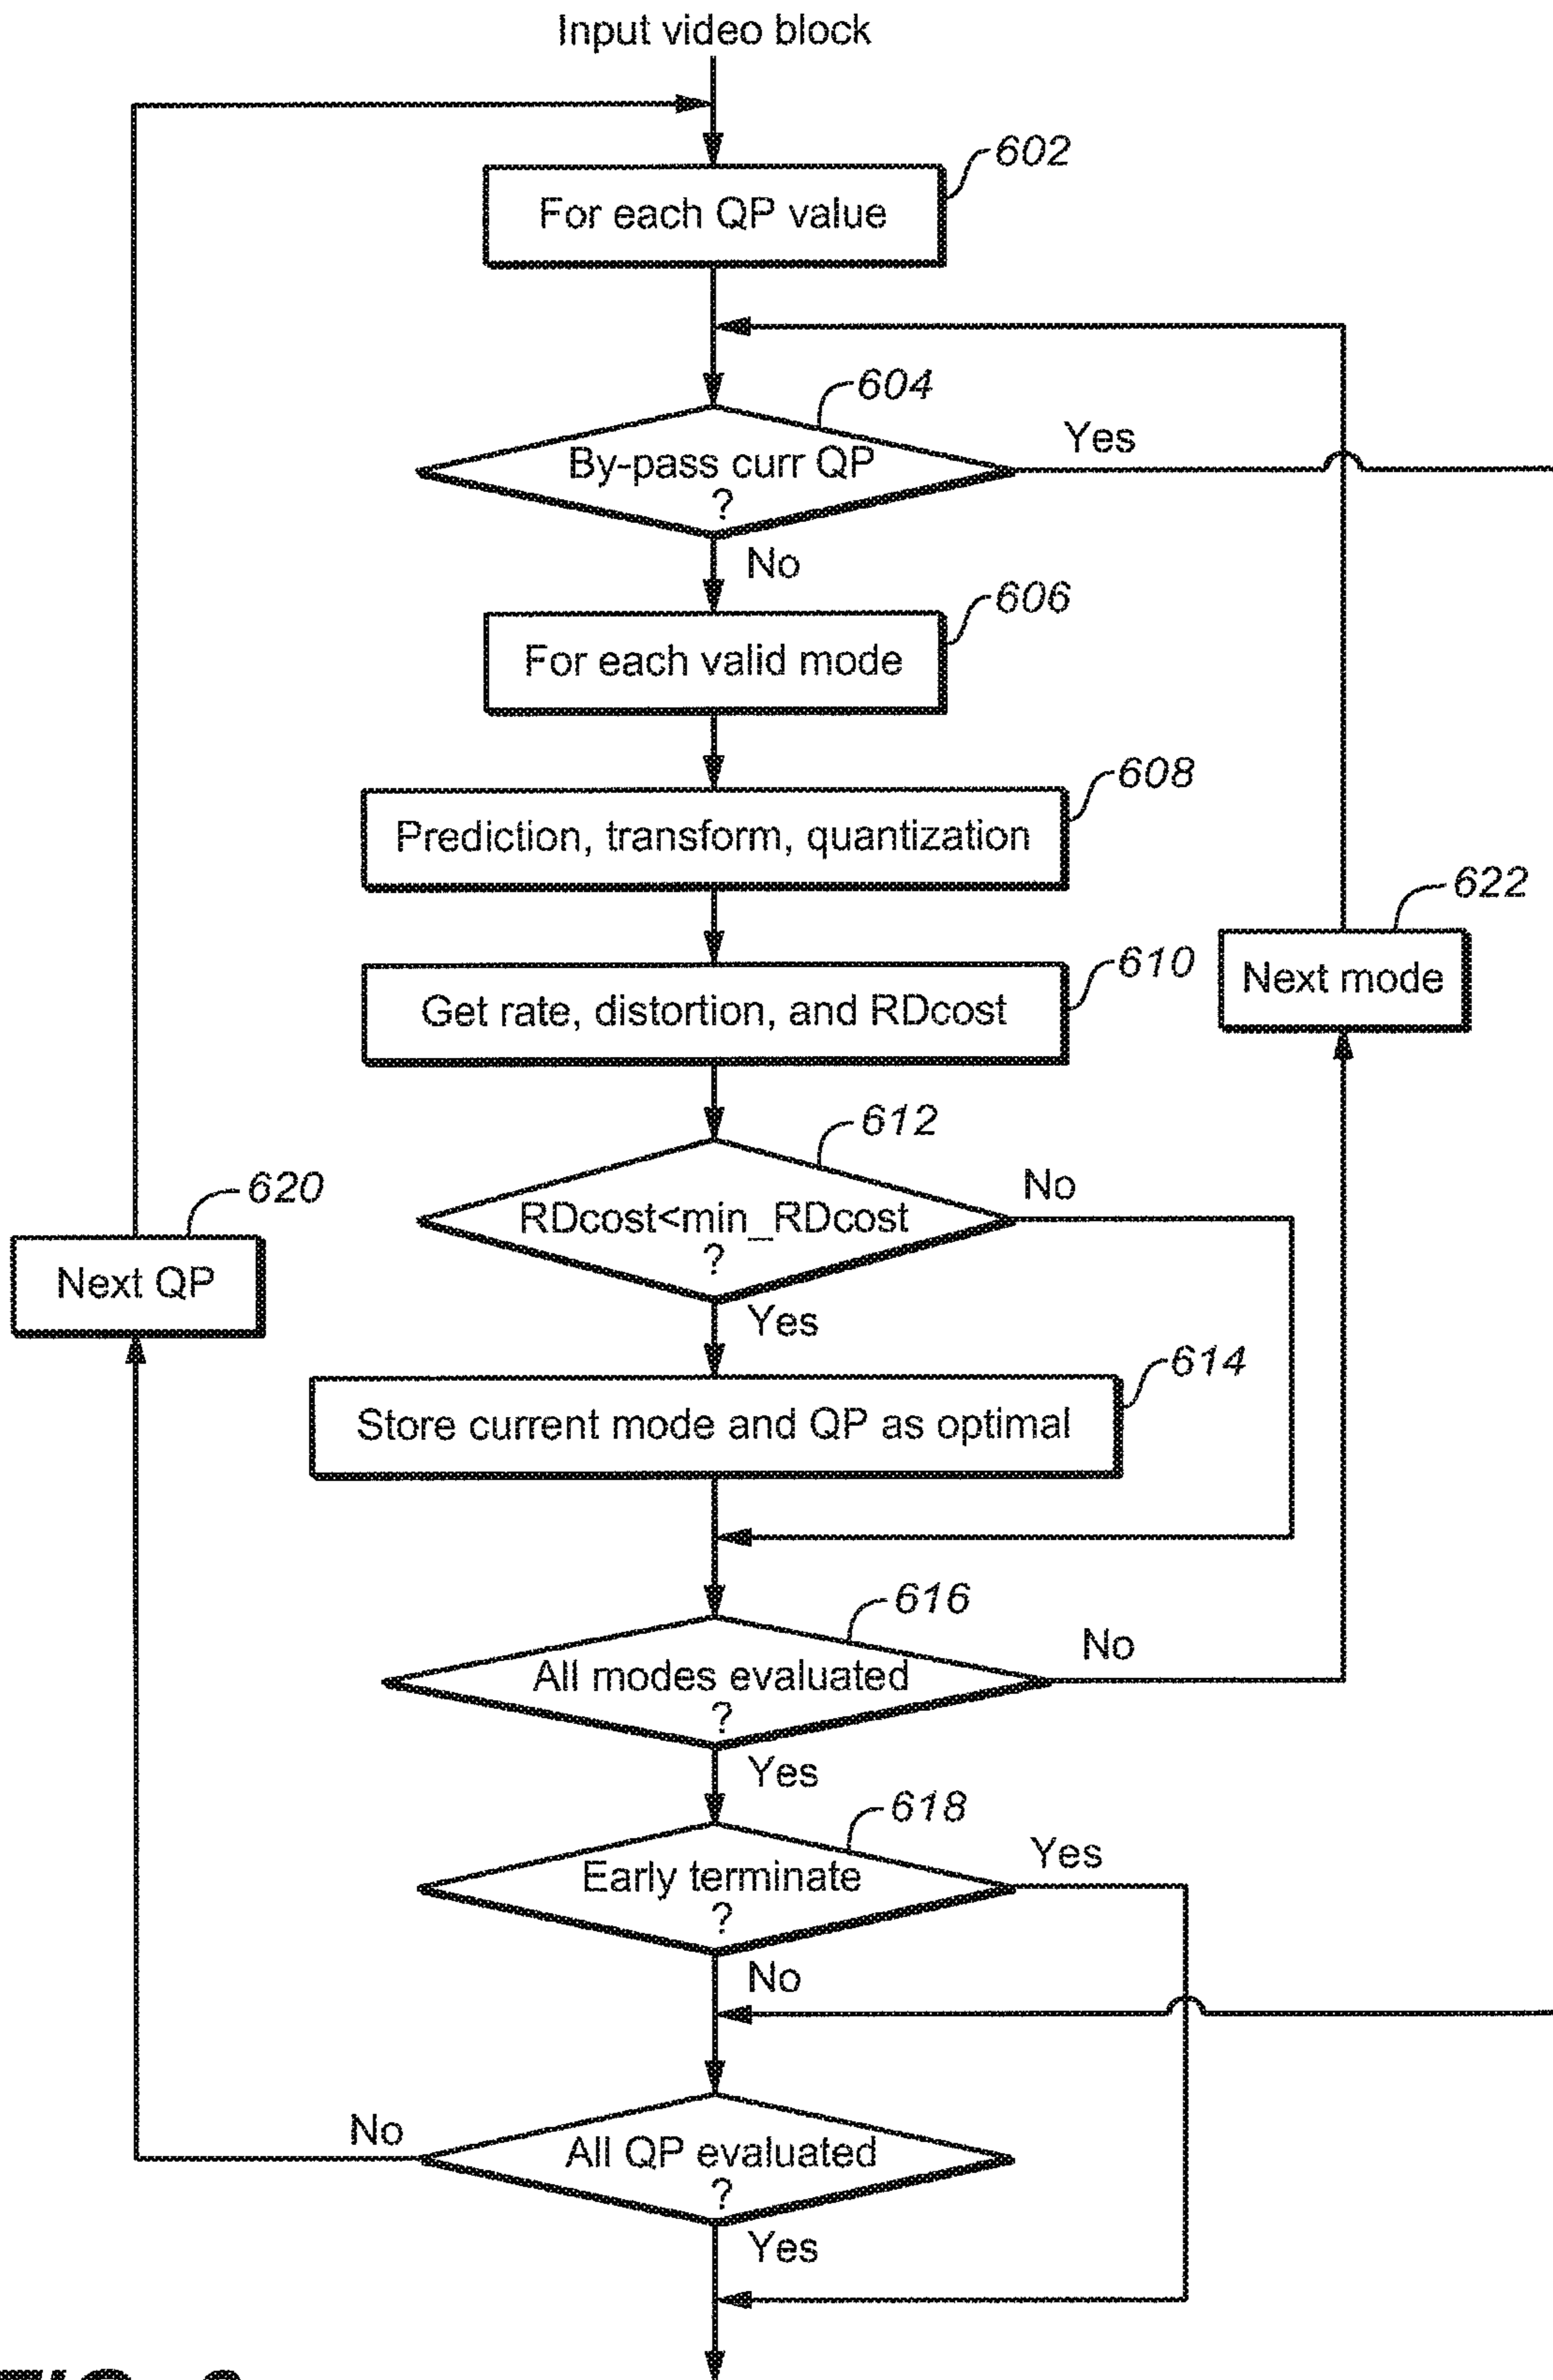 Input video block
602
For each QP value
604
By-pass curr QP
?
Yes
No
606
For each valid mode
608
Prediction, transform, quantization
622
Next mode
610
Get rate, distortion, and RDcost
612
RDcost<min_RDcost
?
No
Yes
620
Next QP
614
Store current mode and QP as optimal
616
All modes evaluated
?
No
Yes
618
Early terminate
?
Yes
No
All QP evaluated
?
No
Yes